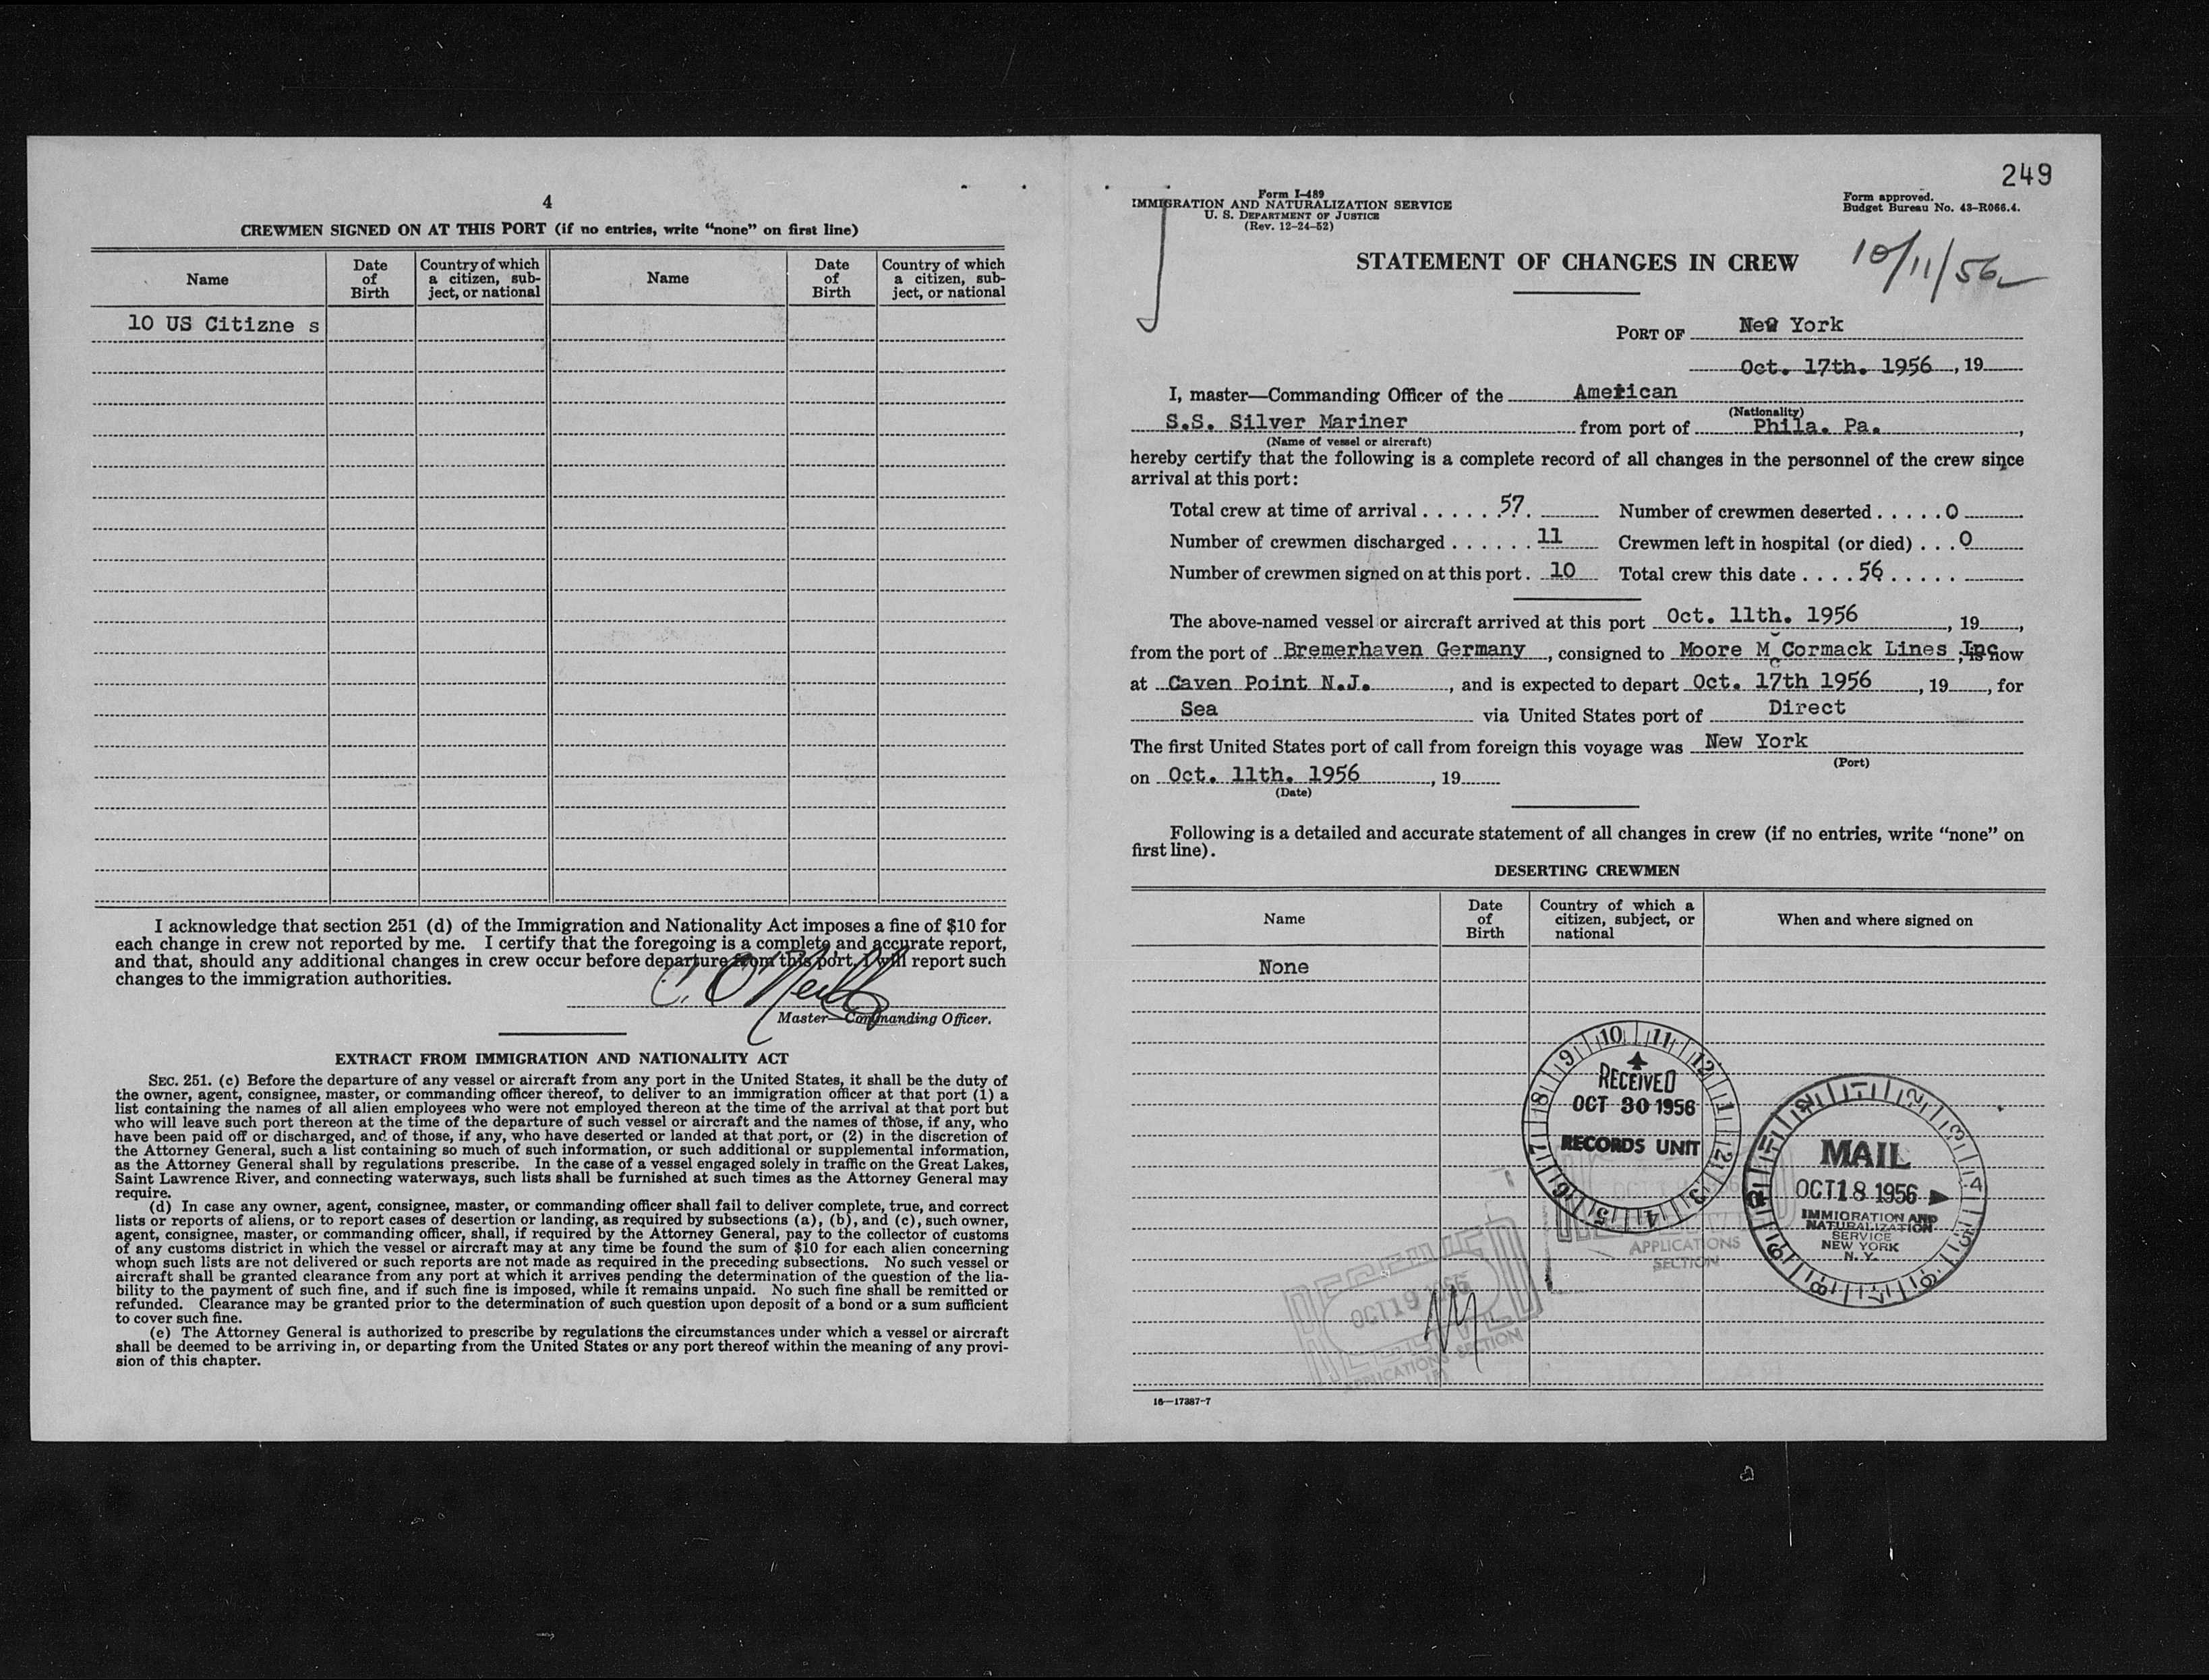 4
CREWMEN SIGNED ON AT THIS PORT (if no entries, write “none” on first line)
Name
Date of Birth
Country of which a citizen, sub-ject, or national
Name
Date of Birth
Country of which a citizen, sub-ject, or national
10 US Citizne s
I acknowledge that section 251 (d) of the Immigration and Nationality Act imposes a fine of $10 for
each change in crew not reported by me. I certify that the foregoing is a complete and accurate report,
and that, should any additional changes in crew occur before departure from this port, I will report such
changes to the immigration authorities.
C. O'Neill
Master—Commanding Officer.
EXTRACT FROM IMMIGRATION AND NATIONALITY ACT
SEC. 251. (c) Before the departure of any vessel or aircraft from any port in the United States, it shall be the duty of
the owner, agent, consignee, master, or commanding officer thereof, to deliver to an immigration officer at that port (1) a
list containing the names of all alien employees who were not employed thereon at the time of the arrival at that port but
who will leave such port thereon at the time of the departure of such vessel or aircraft and the names of those, if any, who
have been paid off or discharged, and of those, if any, who have deserted or landed at that port, or (2) in the discretion of
the Attorney General, such a list containing so much of such information, or such additional or supplemental information,
as the Attorney General shall by regulations prescribe. In the case of a vessel engaged solely in traffic on the Great Lakes,
Saint Lawrence River, and connecting waterways, such lists shall be furnished at such times as the Attorney General may
require.
(d) In case any owner, agent, consignee, master, or commanding officer shall fail to deliver complete, true, and correct
lists or reports of aliens, or to report cases of desertion or landing, as required by subsections (a), (b), and (c), such owner,
agent, consignee, master, or commanding officer, shall, if required by the Attorney General, pay to the collector of customs
of any customs district in which the vessel or aircraft may at any time be found the sum of $10 for each alien concerning
whom such lists are not delivered or such reports are not made as required in the preceding subsections. No such vessel or
aircraft shall be granted clearance from any port at which it arrives pending the determination of the question of the lia-
bility to the payment of such fine, and if such fine is imposed, while it remains unpaid. No such fine shall be remitted or
refunded. Clearance may be granted prior to the determination of such question upon deposit of a bond or a sum sufficient
to cover such fine.
(e) The Attorney General is authorized to prescribe by regulations the circumstances under which a vessel or aircraft
shall be deemed to be arriving in, or departing from the United States or any port thereof within the meaning of any provi-
sion of this chapter.
249
Form I-489
IMMIGRATION AND NATURALIZATION SERVICE
U. S. DEPARTMENT OF JUSTICE
(Rev. 12-24-52)
Form approved.
Budget Bureau No. 43-R066.4.
STATEMENT OF CHANGES IN CREW
10/11/56
PORT OF New York
Oct. 17th. 1956, 19
I, master—Commanding Officer of the American
(Nationality)
S.S. Silver Mariner from port of Phila. Pa.,
(Name of vessel or aircraft)
hereby certify that the following is a complete record of all changes in the personnel of the crew since
arrival at this port:
Total crew at time of arrival ..... 57. Number of crewmen deserted ..... 0
Number of crewmen discharged ...... 11 Crewmen left in hospital (or died) ... 0
Number of crewmen signed on at this port. 10 Total crew this date .... 56 .....
The above-named vessel or aircraft arrived at this port Oct. 11th. 1956, 19,
from the port of Bremerhaven Germany, consigned to Moore McCormack Lines Inc, is now
at Caven Point N.J., and is expected to depart Oct. 17th 1956, 19, for
Sea via United States port of Direct
The first United States port of call from foreign this voyage was New York
(Port)
on Oct. 11th. 1956, 19
(Date)
Following is a detailed and accurate statement of all changes in crew (if no entries, write “none” on
first line).
DESERTING CREWMEN
Name
Date of Birth
Country of which a citizen, subject, or national
When and where signed on
None
10 11 12 1 2 3 4 5 6 7 8 9
RECEIVED
OCT 30 1956
RECORDS UNIT
MAIL
OCT 18 1956
IMMIGRATION AND
NATURALIZATION
SERVICE
NEW YORK
N. Y.
APPLICATIONS
SECTION
RECEIVED
OCT 19 1956
APPLICATIONS SECTION
16—17387-7